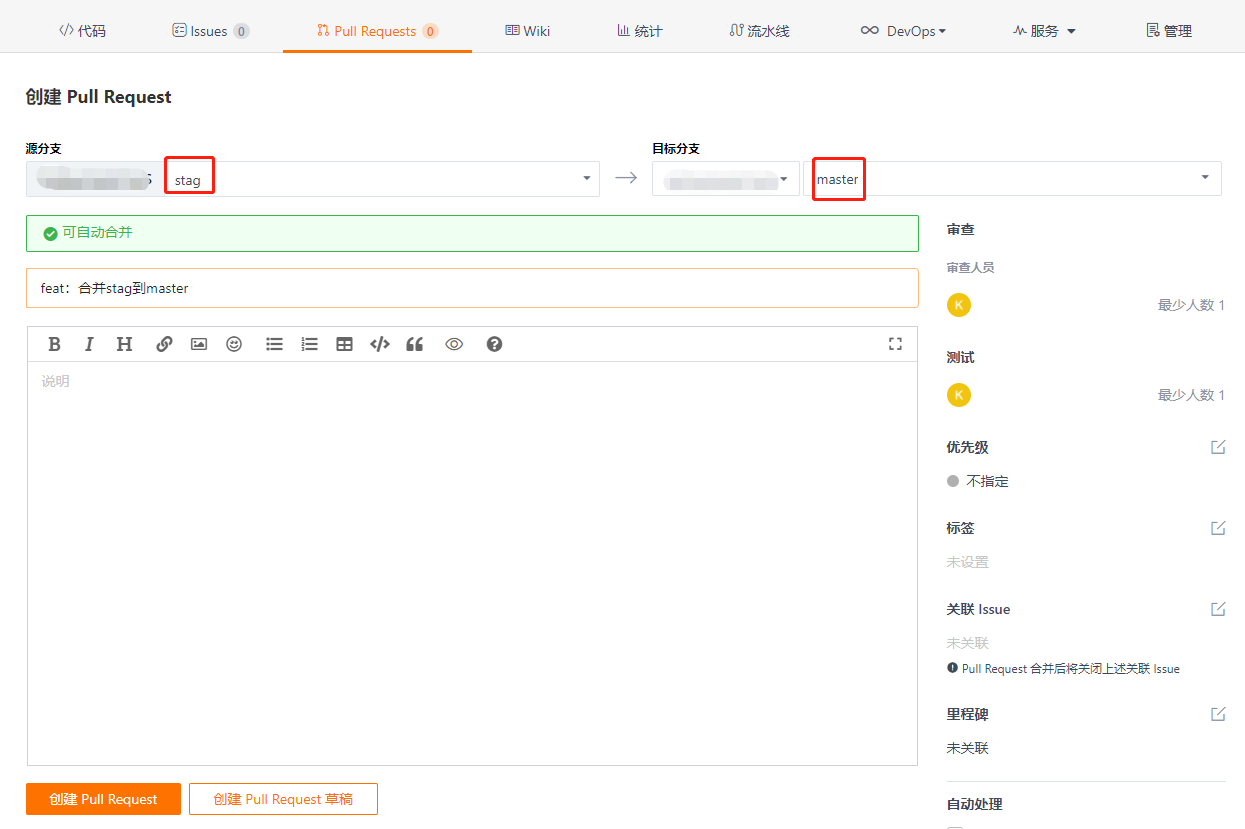 代码 Issues 0 Pull Requests 0 Wiki 统计 流水线 DevOps 服务 管理
创建 Pull Request
源分支 目标分支
stag master
可自动合并
feat：合并stag到master
B I H
说明
审查
审查人员
K 最少人数 1
测试
K 最少人数 1
优先级
不指定
标签
未设置
关联 Issue
未关联
Pull Request 合并后将关闭上述关联 Issue
里程碑
未关联
自动处理
创建 Pull Request 创建 Pull Request 草稿